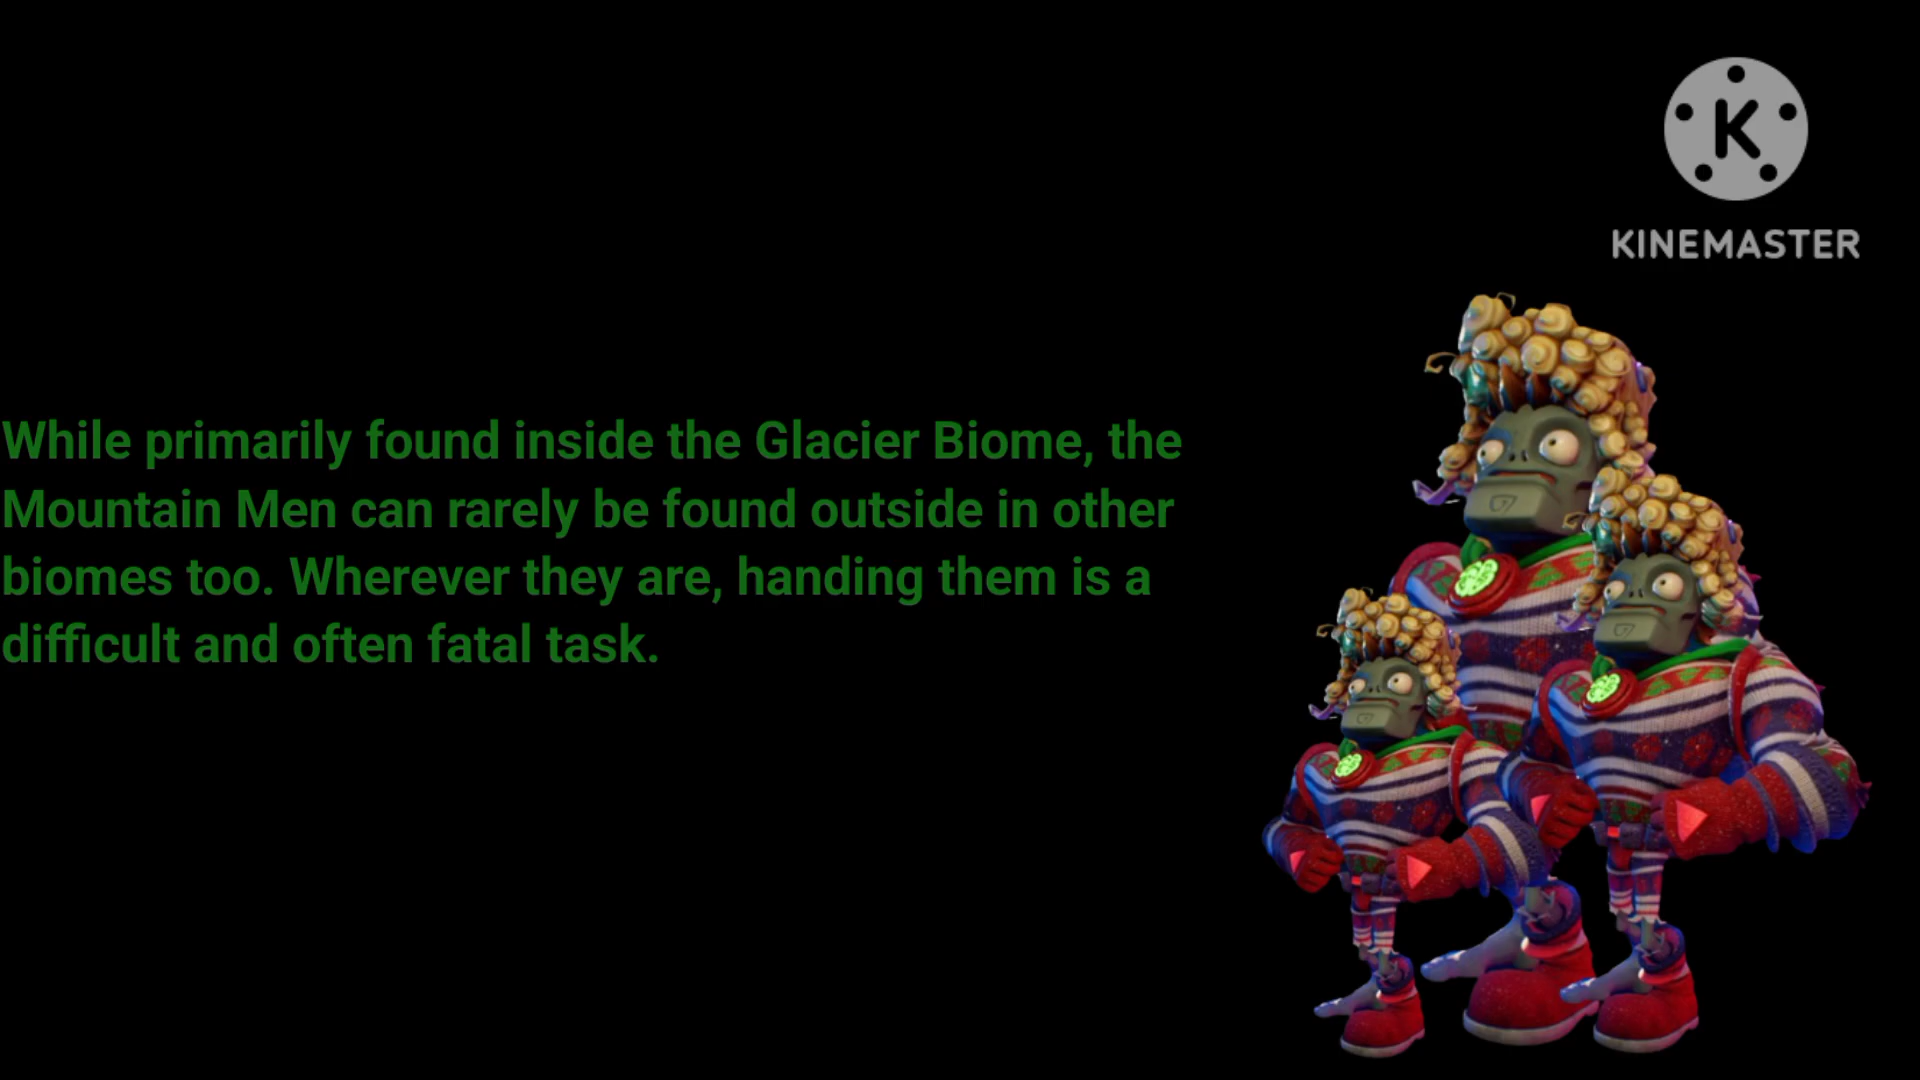 K
KINEMASTER
While primarily found inside the Glacier Biome, the
Mountain Men can rarely be found outside in other
biomes too. Wherever they are, handing them is a
difficult and often fatal task.